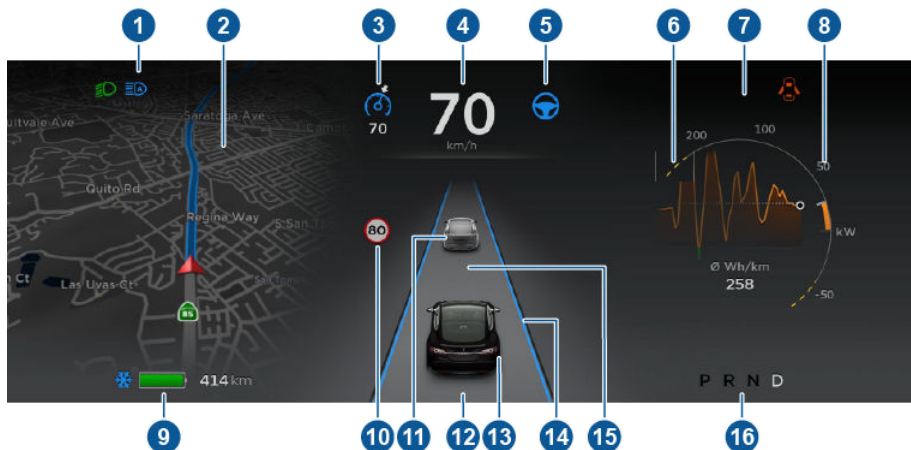 1 2 3 4 5 6 7 8
A
Saratoga Ave
uitvale Ave
70
70
km/h
200 100
50
Quito Rd
Regina Way
80
kW
Ø Wh/km
258
-50
n Ct
Las Uvas Ct
85
414 km
P R N D
9 10 11 12 13 14 15 16